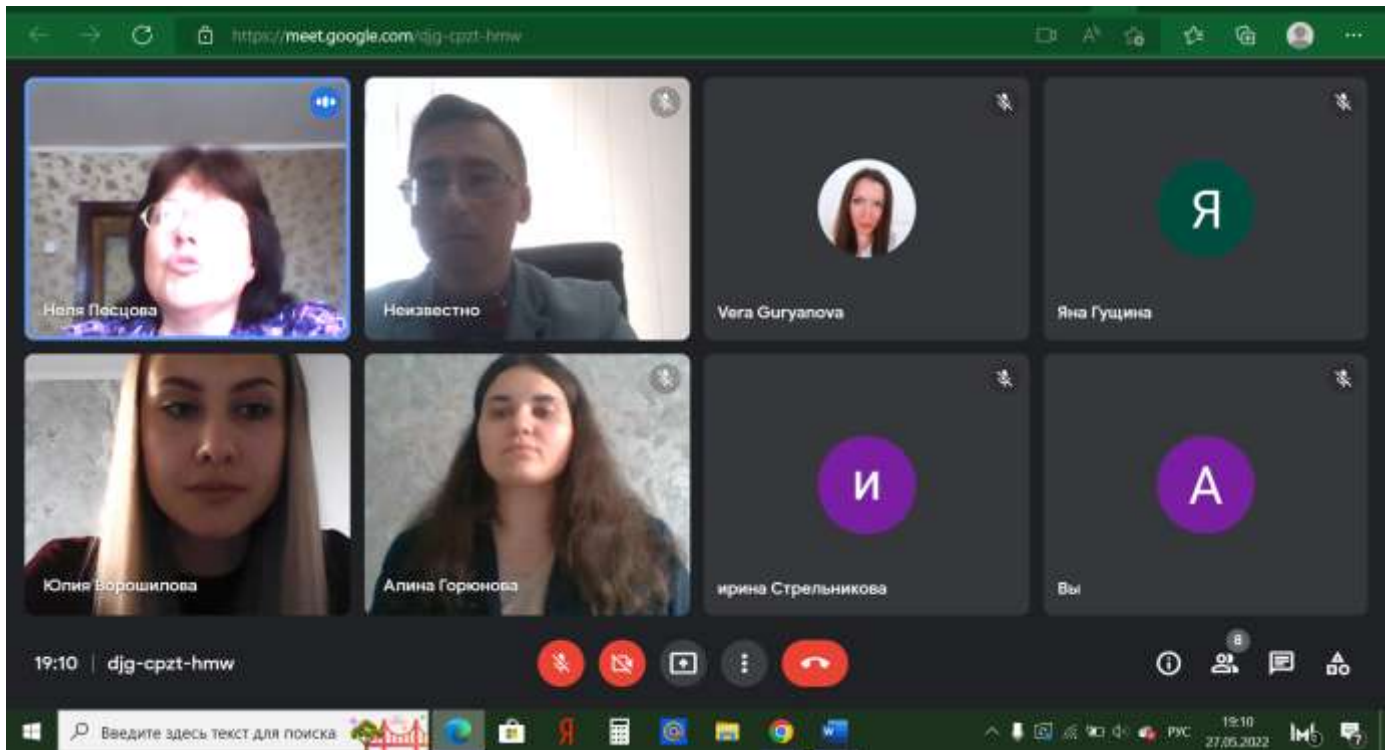 https://meet.google.com/djg-cpzt-hmw
Неля Песцова
Неизвестно
Vera Guryanova
Я
Яна Гущина
Юлия Ворошилова
Алина Горюнова
И
ирина Стрельникова
А
Вы
19:10 | djg-cpzt-hmw
8
Введите здесь текст для поиска
РУС
19:10
27.05.2022